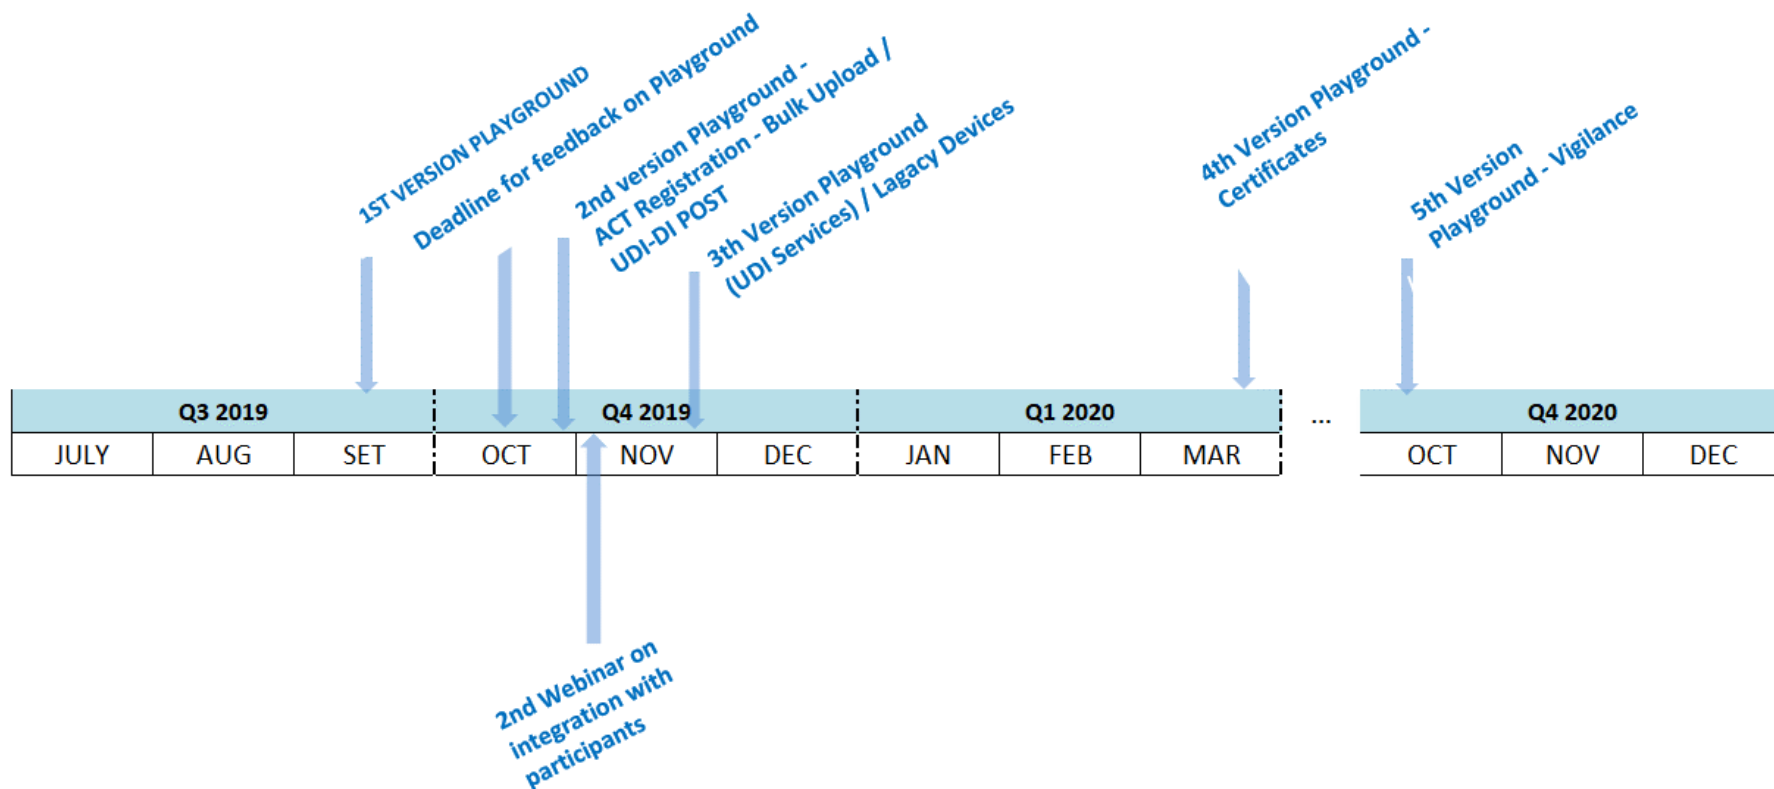 1ST VERSION PLAYGROUND
Deadline for feedback on Playground
2nd version Playground -
ACT Registration - Bulk Upload /
UDI-DI POST
3th Version Playground
(UDI Services) / Lagacy Devices
4th Version Playground -
Certificates
5th Version
Playground - Vigilance
Q3 2019
Q4 2019
Q1 2020
...
Q4 2020
JULY
AUG
SET
OCT
NOV
DEC
JAN
FEB
MAR
OCT
NOV
DEC
2nd Webinar on
integration with
participants